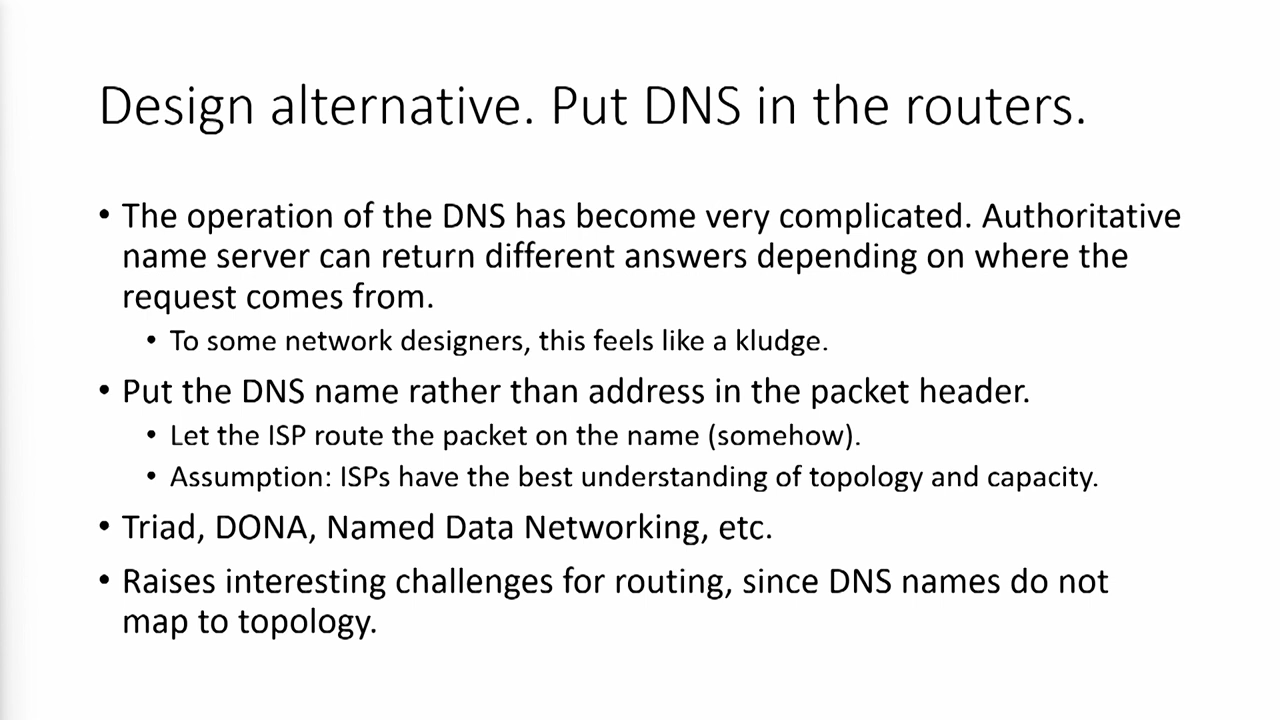 Design alternative. Put DNS in the routers.
• The operation of the DNS has become very complicated. Authoritative
name server can return different answers depending on where the
request comes from.
• To some network designers, this feels like a kludge.
• Put the DNS name rather than address in the packet header.
• Let the ISP route the packet on the name (somehow).
• Assumption: ISPs have the best understanding of topology and capacity.
• Triad, DONA, Named Data Networking, etc.
• Raises interesting challenges for routing, since DNS names do not
map to topology.